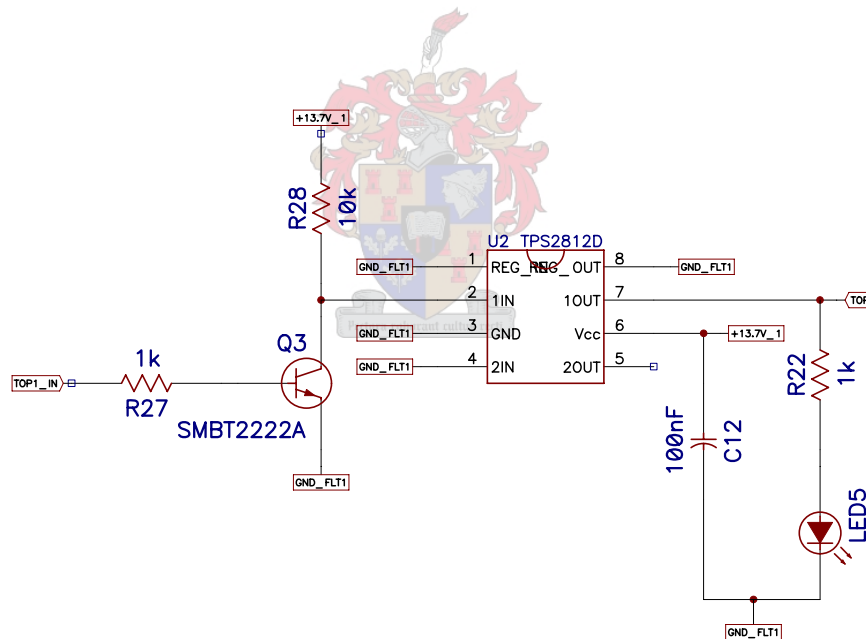 +13.7V_1
R28
10k
U2 TPS2812D
GND_FLT1
1
REG_IN
REG_OUT
8
GND_FLT1
2
1IN
1OUT
7
TOP
GND_FLT1
3
GND
Vcc
6
+13.7V_1
GND_FLT1
4
2IN
2OUT
5
Q3
1k
TOP1_IN
R27
SMBT2222A
GND_FLT1
R22
1k
100nF
C12
LED5
GND_FLT1